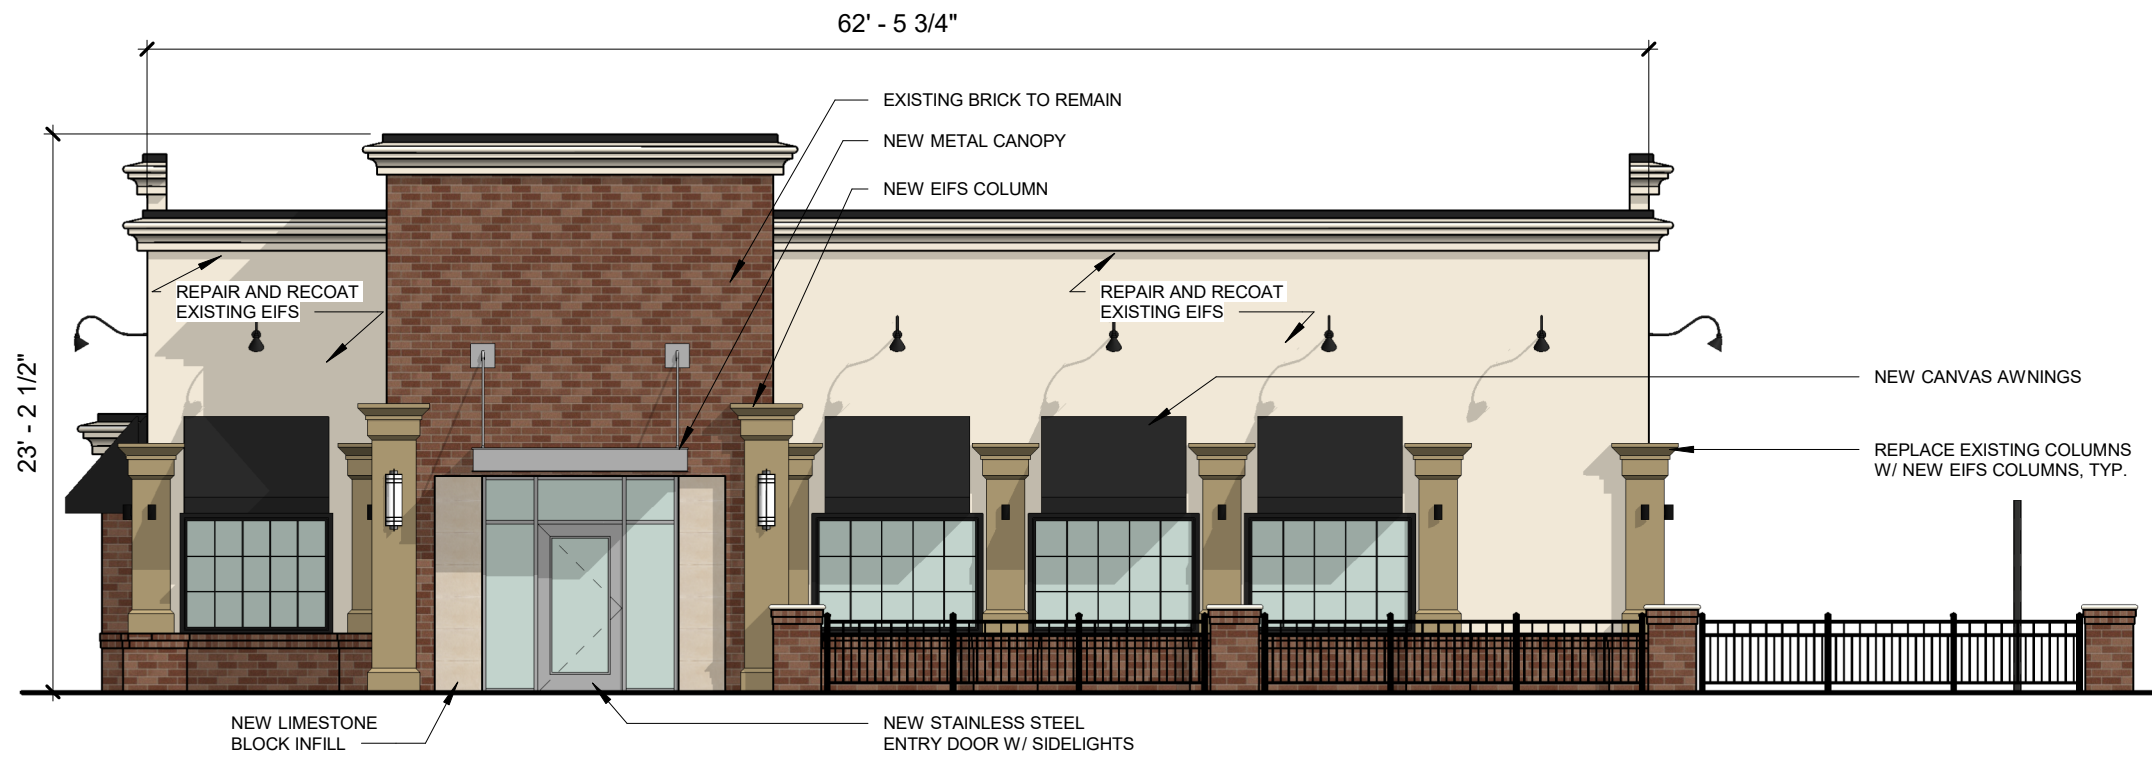 62' - 5 3/4"
EXISTING BRICK TO REMAIN
NEW METAL CANOPY
NEW EIFS COLUMN
REPAIR AND RECOAT
EXISTING EIFS
REPAIR AND RECOAT
EXISTING EIFS
23' - 2 1/2"
NEW CANVAS AWNINGS
REPLACE EXISTING COLUMNS
W/ NEW EIFS COLUMNS, TYP.
NEW LIMESTONE
BLOCK INFILL
NEW STAINLESS STEEL
ENTRY DOOR W/ SIDELIGHTS